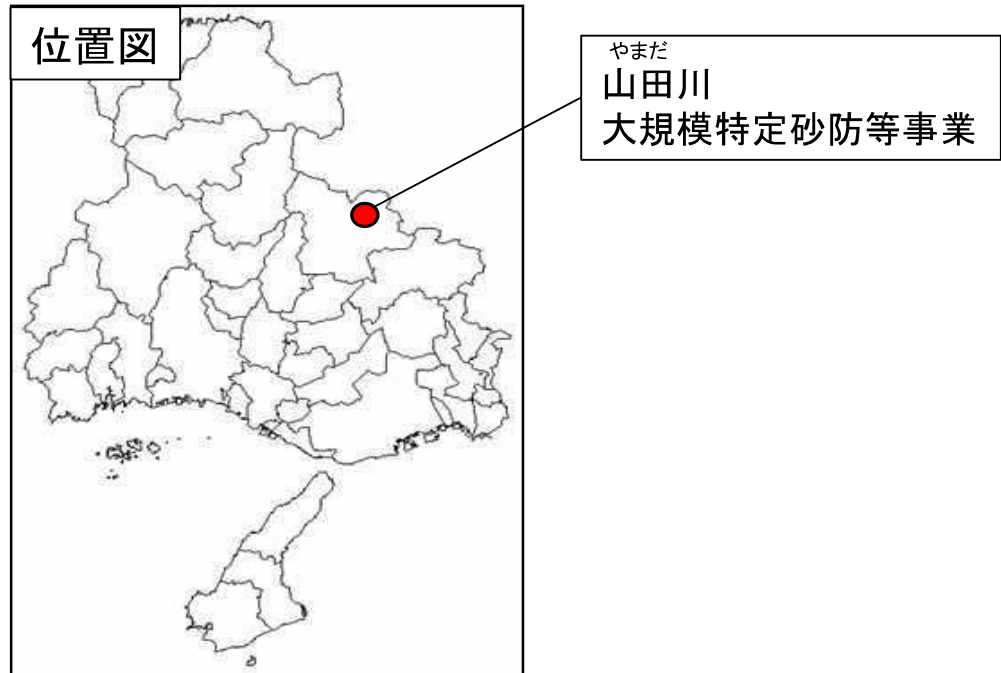 位置図
やまだ
山田川
大規模特定砂防等事業